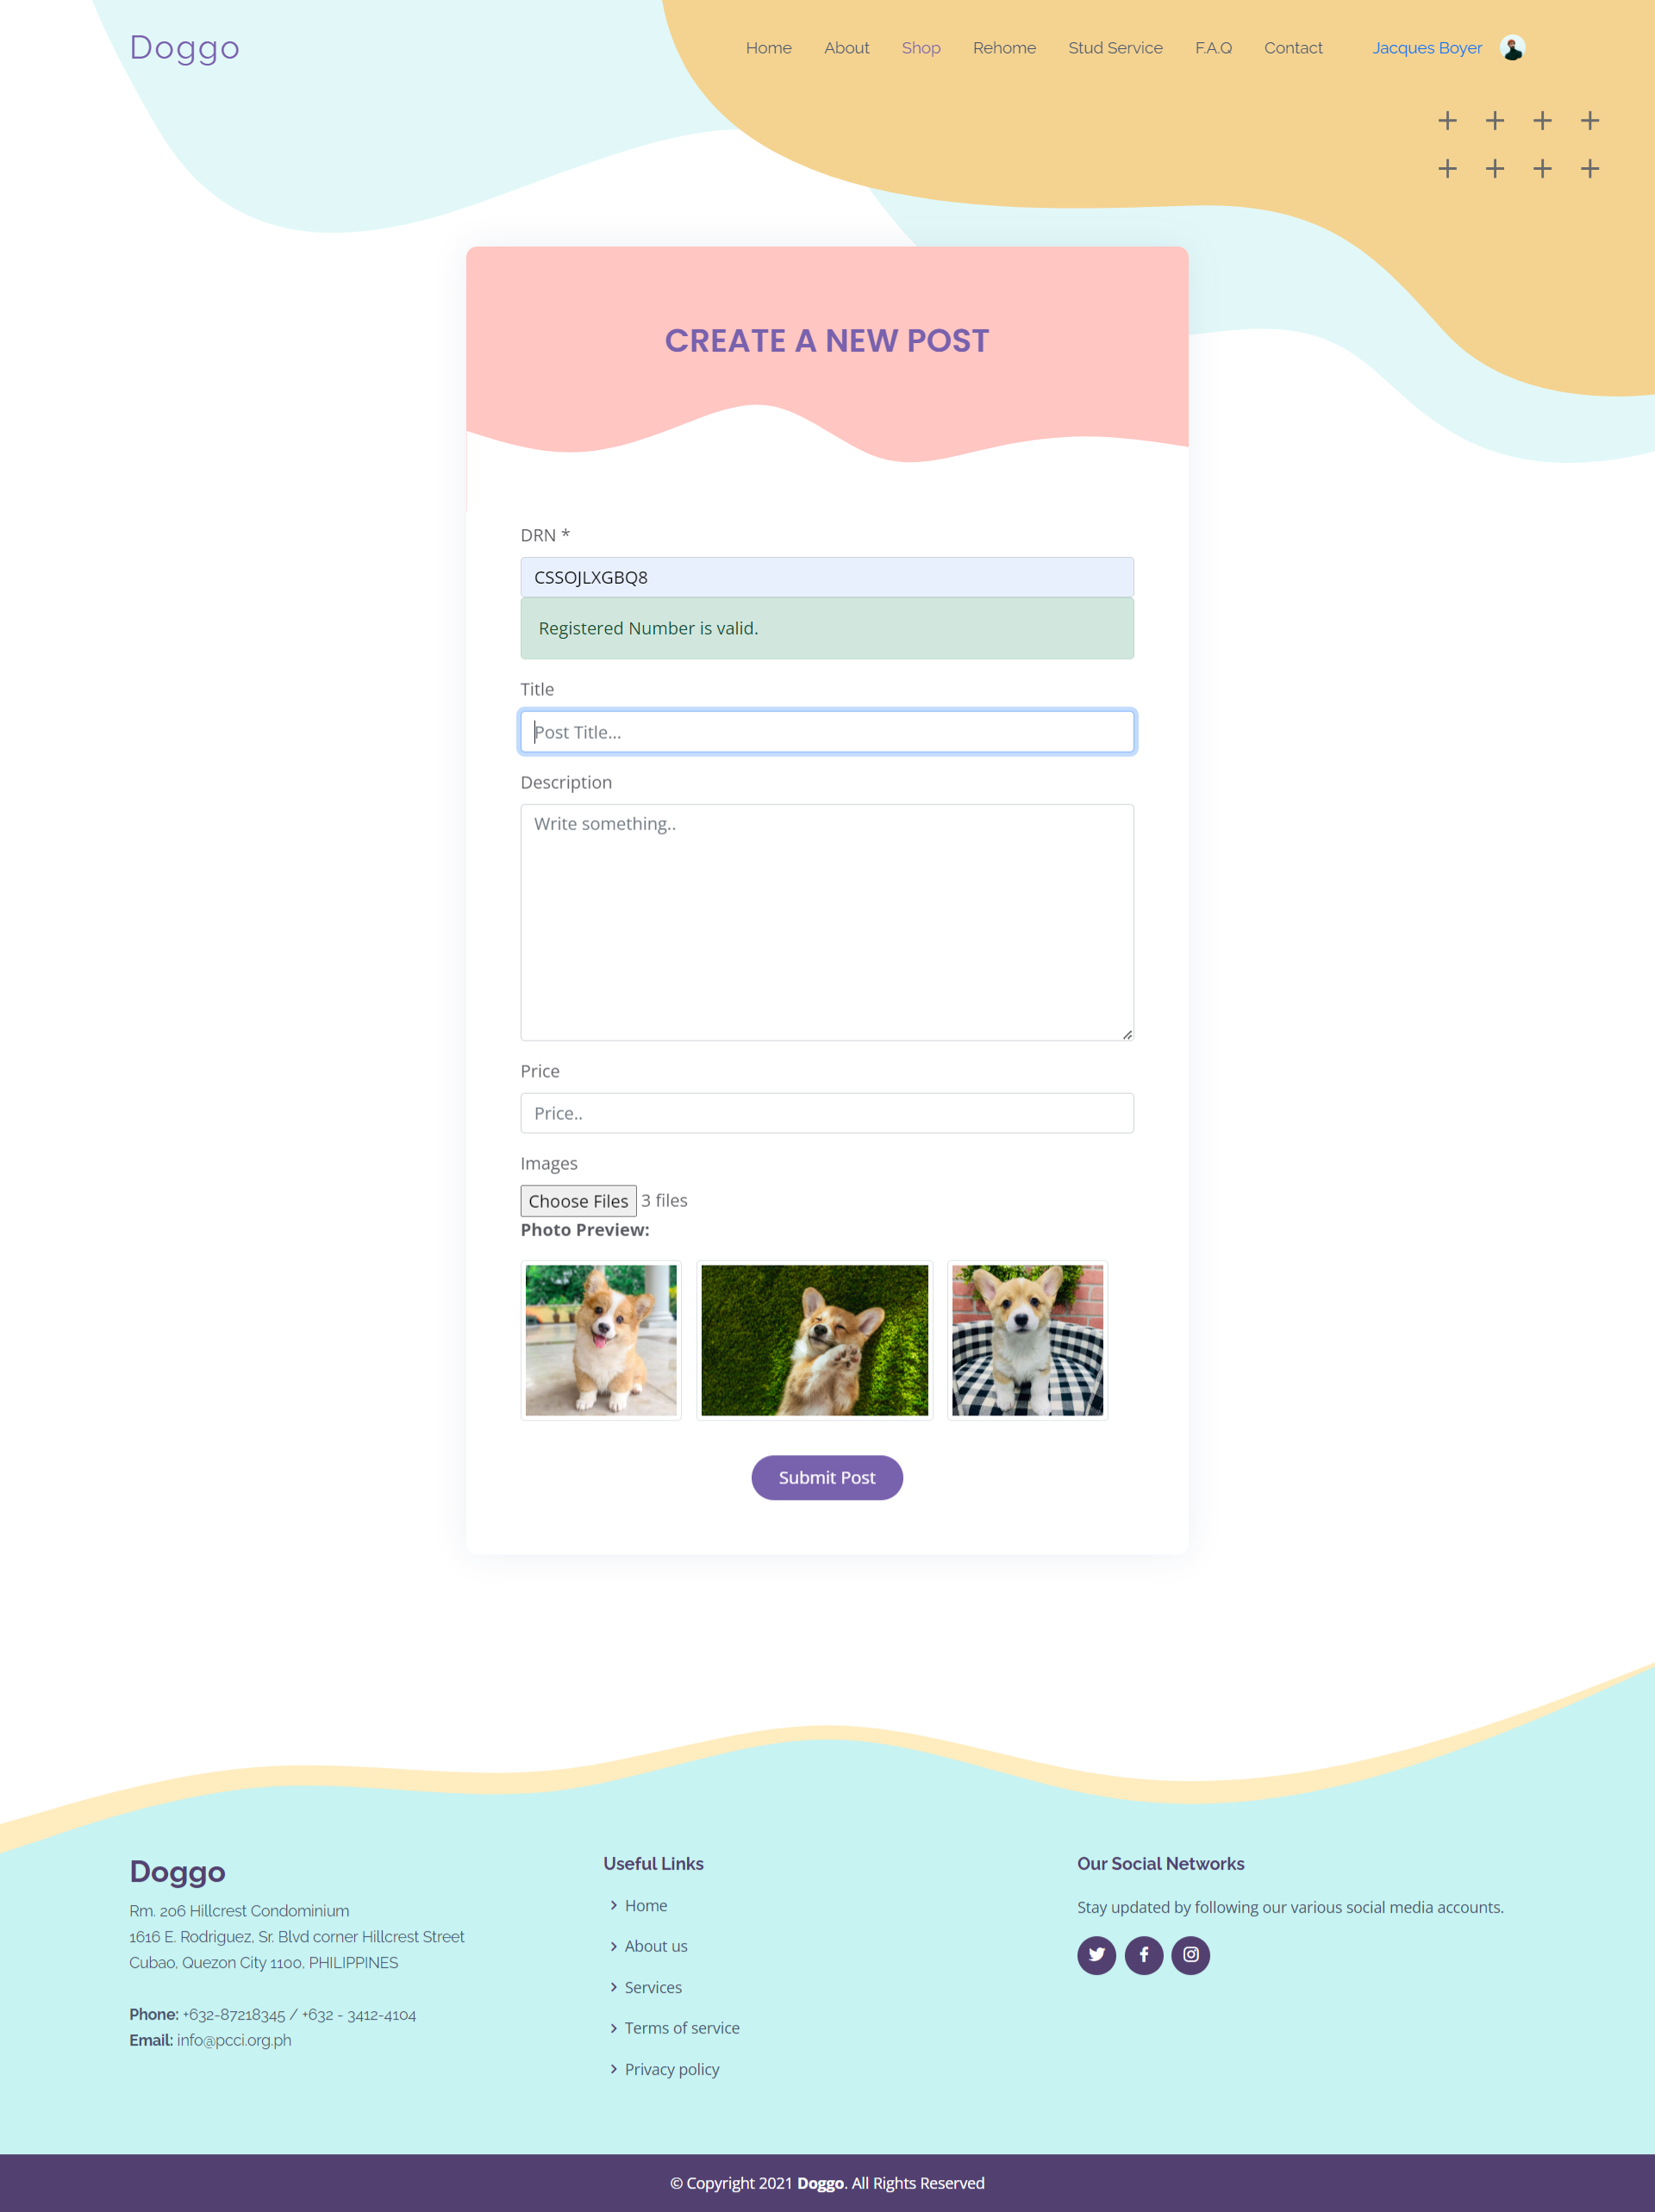 Doggo
Home About Shop Rehome Stud Service F.A.Q Contact Jacques Boyer
CREATE A NEW POST
DRN *
CSSOJLXGBQ8
Registered Number is valid.
Title
Post Title...
Description
Write something..
Price
Price..
Images
Choose Files 3 files
Photo Preview:
Submit Post
Doggo
Rm. 206 Hillcrest Condominium
1616 E. Rodriguez, Sr. Blvd corner Hillcrest Street
Cubao, Quezon City 1100, PHILIPPINES
Phone: +632-87218345 / +632 - 3412-4104
Email: info@pcci.org.ph
Useful Links
Home
About us
Services
Terms of service
Privacy policy
Our Social Networks
Stay updated by following our various social media accounts.
© Copyright 2021 Doggo. All Rights Reserved